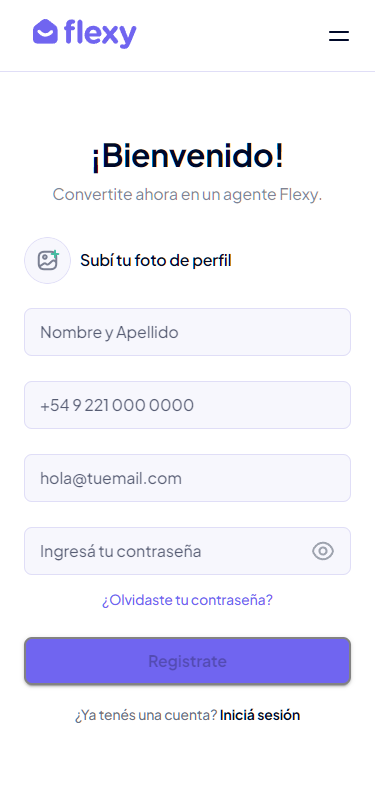 flexy
¡Bienvenido!
Convertite ahora en un agente Flexy.
Subí tu foto de perfil
Nombre y Apellido
+54 9 221 000 0000
hola@tuemail.com
Ingresá tu contraseña
¿Olvidaste tu contraseña?
Registrate
¿Ya tenés una cuenta? Iniciá sesión